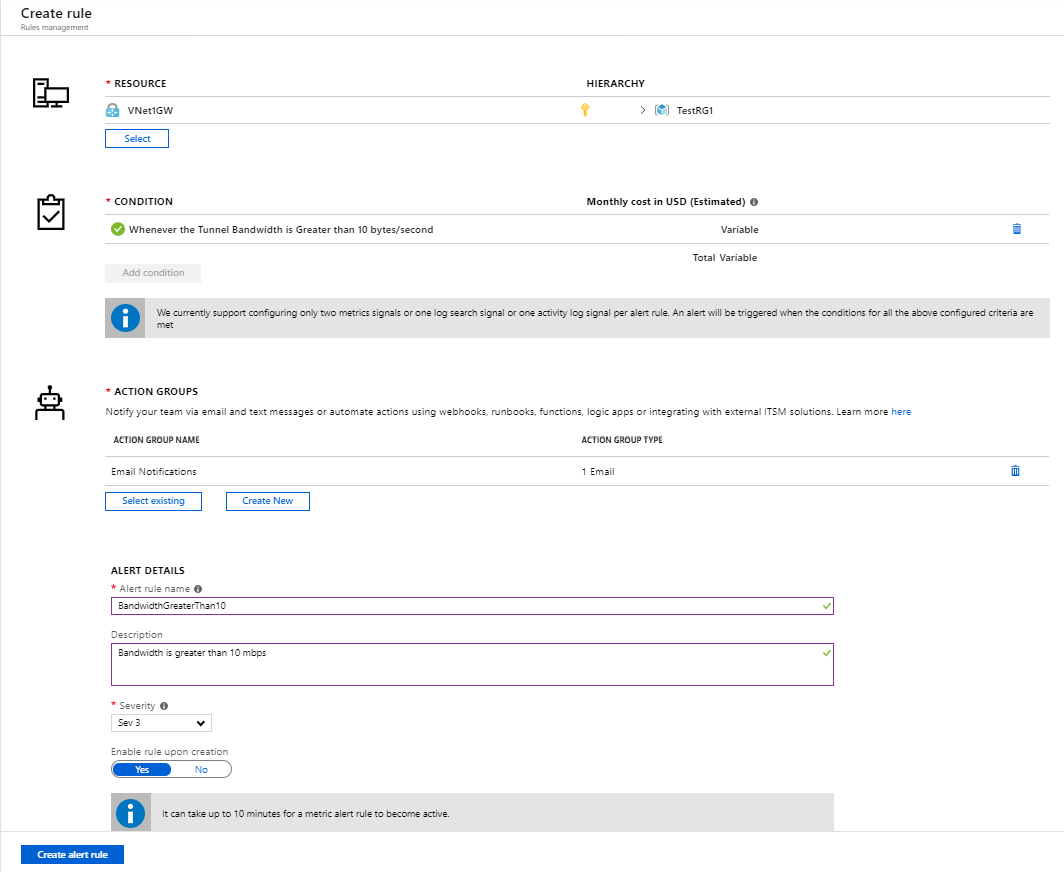 Create rule
Rules management
* RESOURCE HIERARCHY
VNet1GW > TestRG1
Select
* CONDITION Monthly cost in USD (Estimated)
Whenever the Tunnel Bandwidth is Greater than 10 bytes/second Variable
Total Variable
Add condition
We currently support configuring only two metrics signals or one log search signal or one activity log signal per alert rule. An alert will be triggered when the conditions for all the above configured criteria are
met
* ACTION GROUPS
Notify your team via email and text messages or automate actions using webhooks, runbooks, functions, logic apps or integrating with external ITSM solutions. Learn more here
ACTION GROUP NAME ACTION GROUP TYPE
Email Notifications 1 Email
Select existing Create New
ALERT DETAILS
* Alert rule name
BandwidthGreaterThan10
Description
Bandwidth is greater than 10 mbps
* Severity
Sev 3
Enable rule upon creation
Yes No
It can take up to 10 minutes for a metric alert rule to become active.
Create alert rule